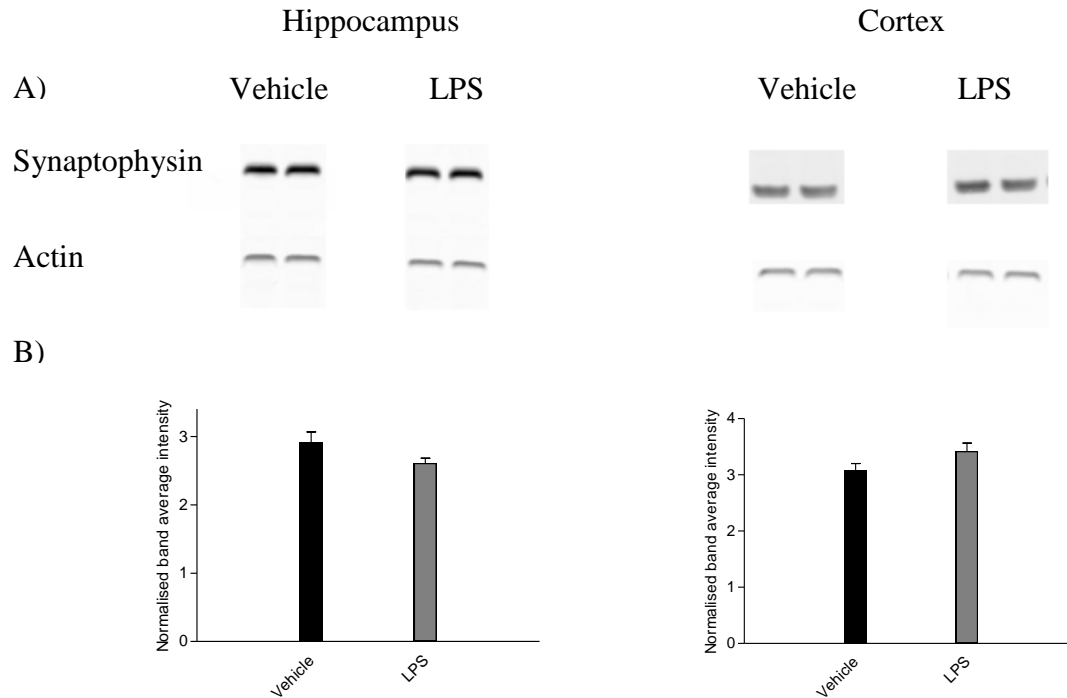 Hippocampus Cortex
A) Vehicle LPS Vehicle LPS
Synaptophysin
Actin
B)
Normalised band average intensity
3
2
1
0
Vehicle LPS
Normalised band average intensity
4
3
2
1
0
Vehicle LPS